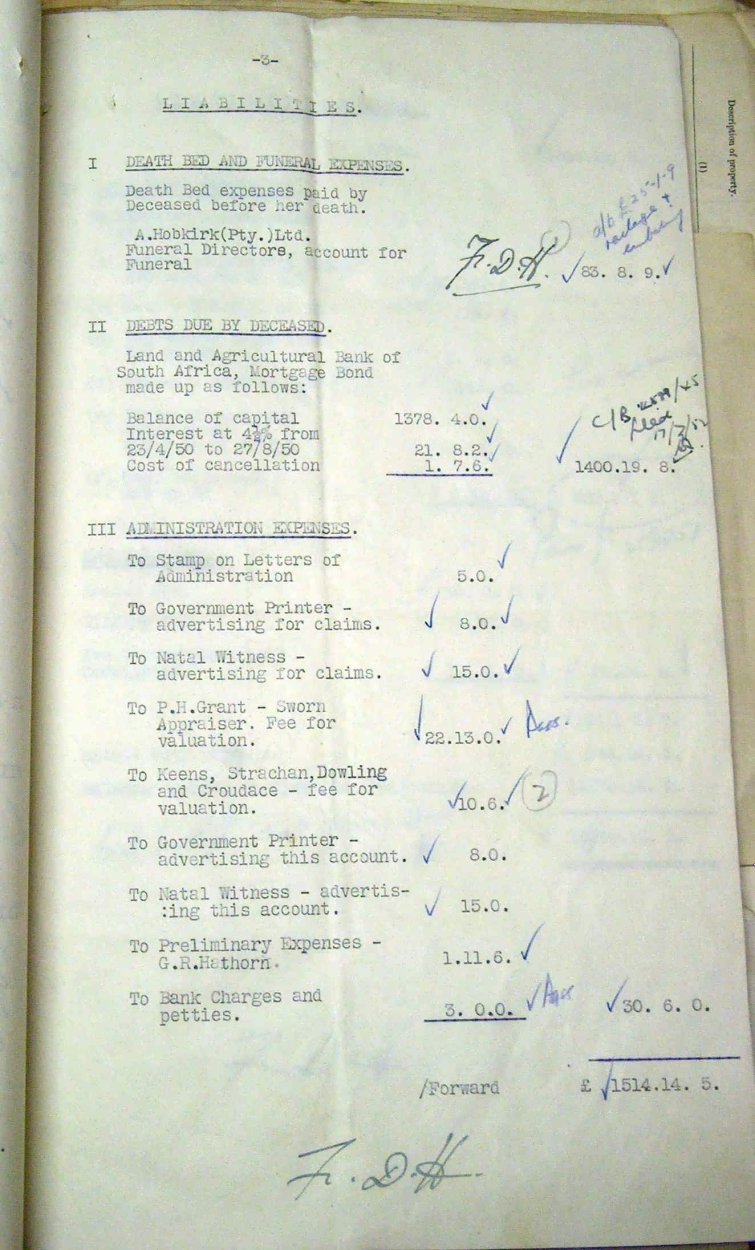 -3-
L I A B I L I T I E S.
Description of property.
(1)
I DEATH BED AND FUNERAL EXPENSES.
Death Bed expenses paid by
Deceased before her death.
A.Hobkirk(Pty.)Ltd.
Funeral Directors, account for
Funeral
F.D.H. 83. 8. 9.
II DEBTS DUE BY DECEASED.
Land and Agricultural Bank of
South Africa, Mortgage Bond
made up as follows:
C/B
Balance of capital 1378. 4.0.
Interest at 4½% from
23/4/50 to 27/8/50 21. 8.2.
Cost of cancellation 1. 7.6. 1400.19. 8.
III ADMINISTRATION EXPENSES.
To Stamp on Letters of
Administration 5.0.
To Government Printer -
advertising for claims. 8.0.
To Natal Witness -
advertising for claims. 15.0.
To P.H.Grant - Sworn
Appraiser. Fee for
valuation. 22.13.0.
To Keens, Strachan,Dowling
and Croudace - fee for
valuation. 10.6. 2
To Government Printer -
advertising this account. 8.0.
To Natal Witness - advertis-
:ing this account. 15.0.
To Preliminary Expenses -
G.R.Hathorn. 1.11.6.
To Bank Charges and
petties. 3. 0.0. 30. 6. 0.
/Forward £ 1514.14. 5.
F.D.H.